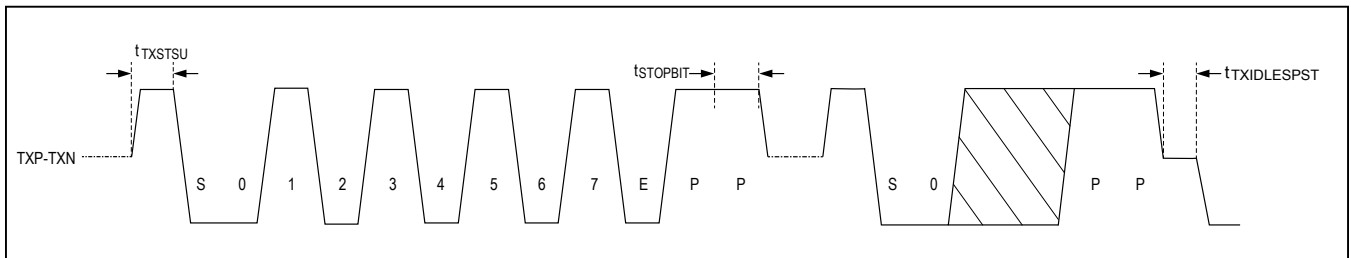 tTXSTSU
tSTOPBIT
tTXIDLESPST
TXP-TXN
S 0 1 2 3 4 5 6 7 E P P S 0 P P